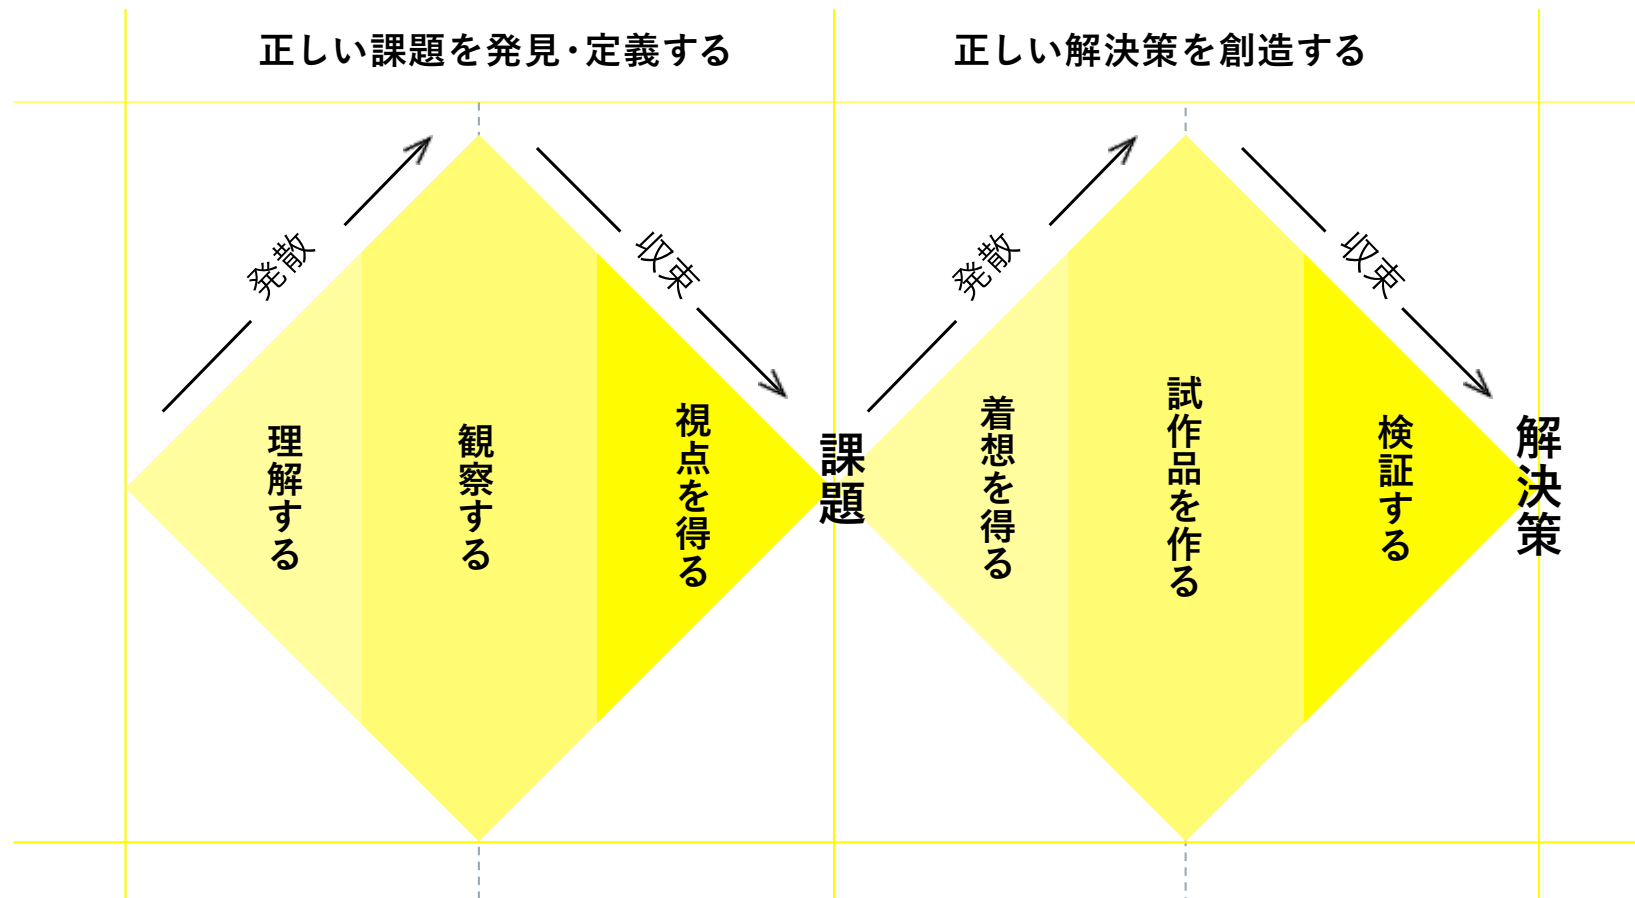 正しい課題を発見・定義する
正しい解決策を創造する
発散
収束
発散
収束
理解する
観察する
視点を得る
課題
着想を得る
試作品を作る
検証する
解決策